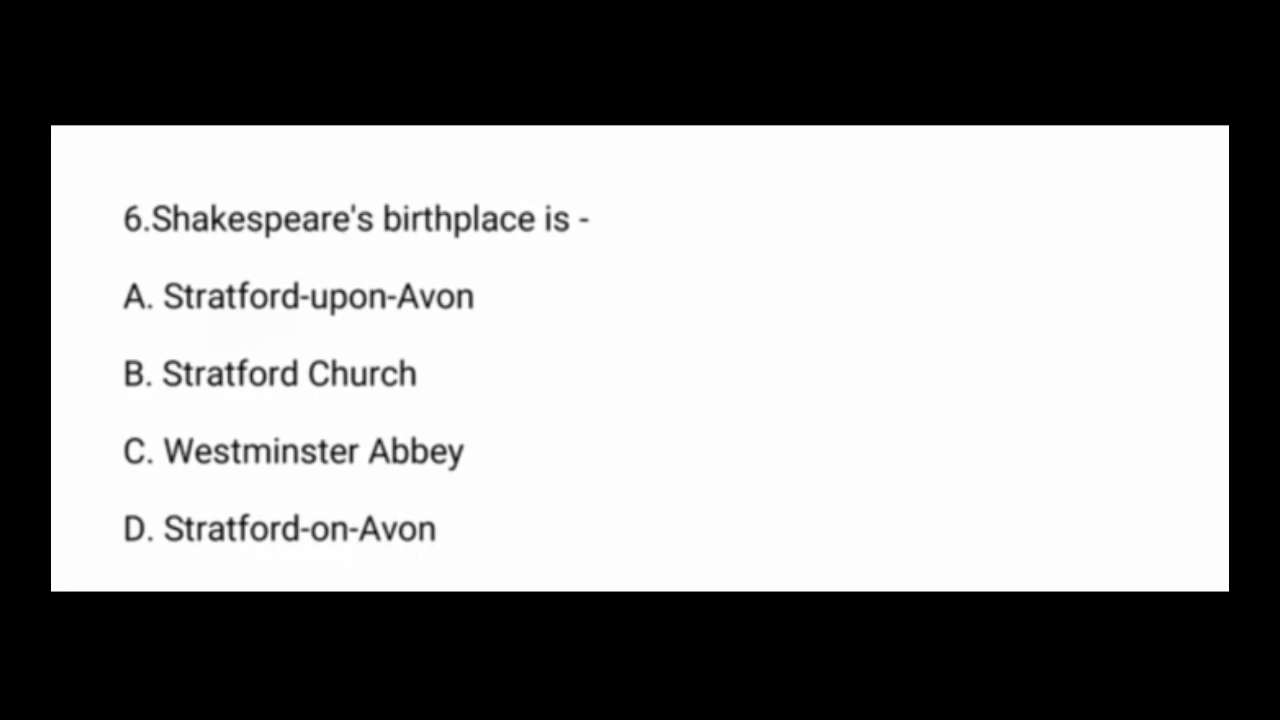 6.Shakespeare's birthplace is -
A. Stratford-upon-Avon
B. Stratford Church
C. Westminster Abbey
D. Stratford-on-Avon